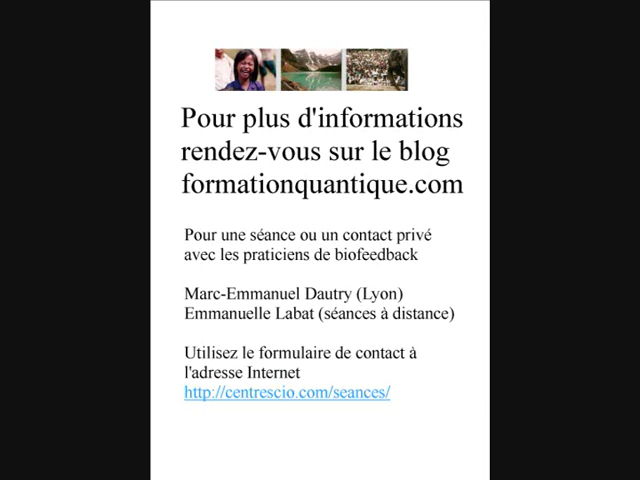 Pour plus d'informations
rendez-vous sur le blog
formationquantique.com
Pour une séance ou un contact privé
avec les praticiens de biofeedback
Marc-Emmanuel Dautry (Lyon)
Emmanuelle Labat (séances à distance)
Utilisez le formulaire de contact à
l'adresse Internet
http://centrescio.com/seances/